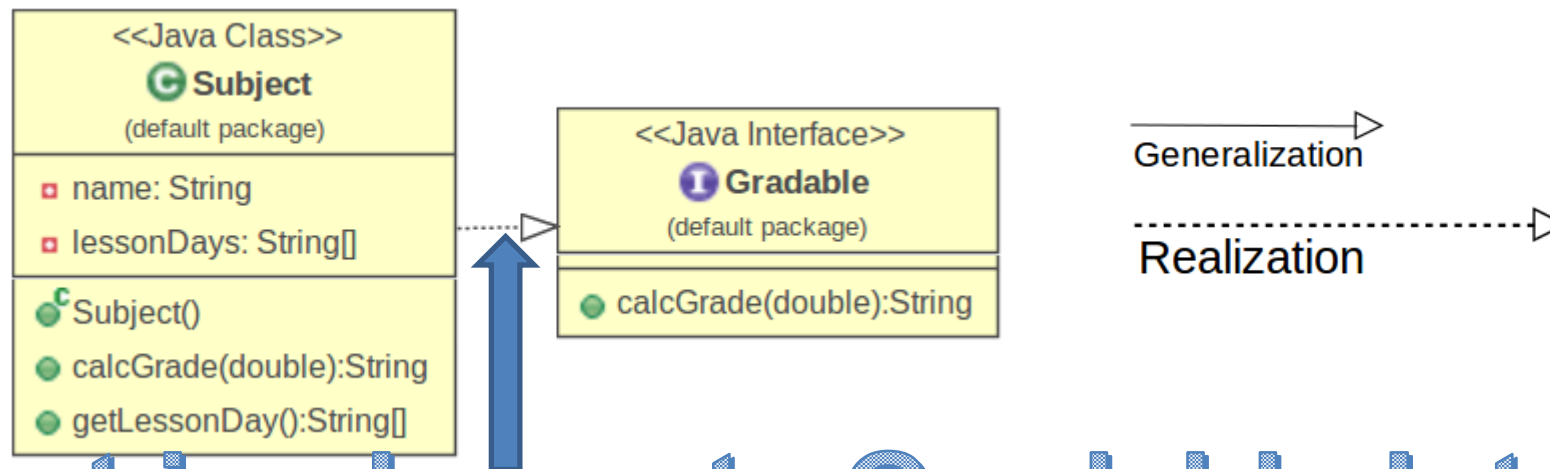 <<Java Class>>
C Subject
(default package)
name: String
lessonDays: String[]
C Subject()
calcGrade(double):String
getLessonDay():String[]
<<Java Interface>>
I Gradable
(default package)
calcGrade(double):String
Generalization
Realization